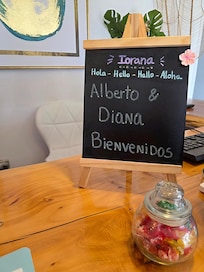 Iorana
Hola - Hello - Hallo - Aloha
Alberto &
Diana
Bienvenidos